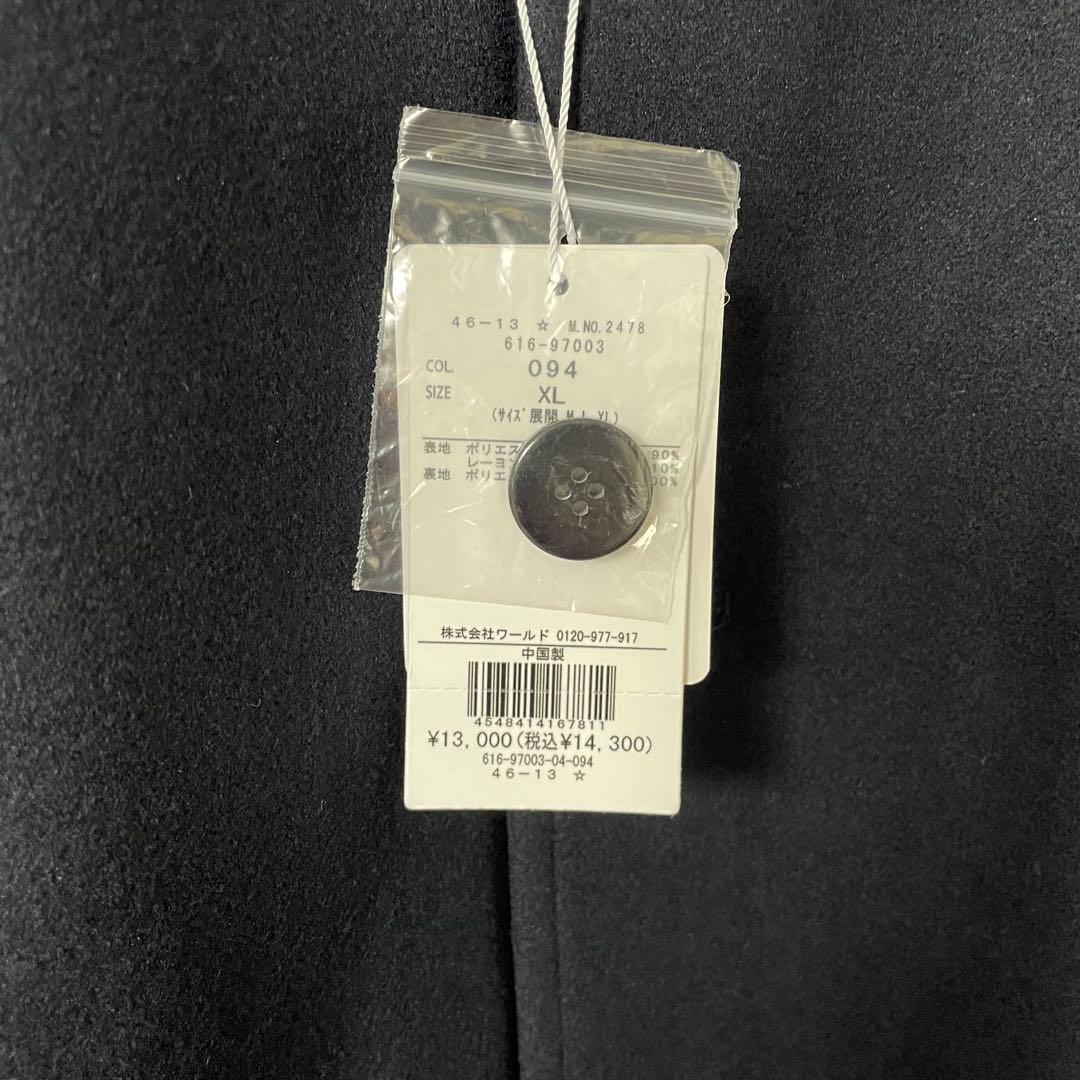 46-13 ☆ M.NO.2478
616-97003
COL. 094
SIZE XL
(ｻｲｽﾞ展開 M,L,XL)
表地 ポリエス 90%
レーヨン 10%
裏地 ポリエ 00%
株式会社ワールド 0120-977-917
中国製
4548414167811
¥13,000(税込¥14,300)
616-97003-04-094
46-13 ☆